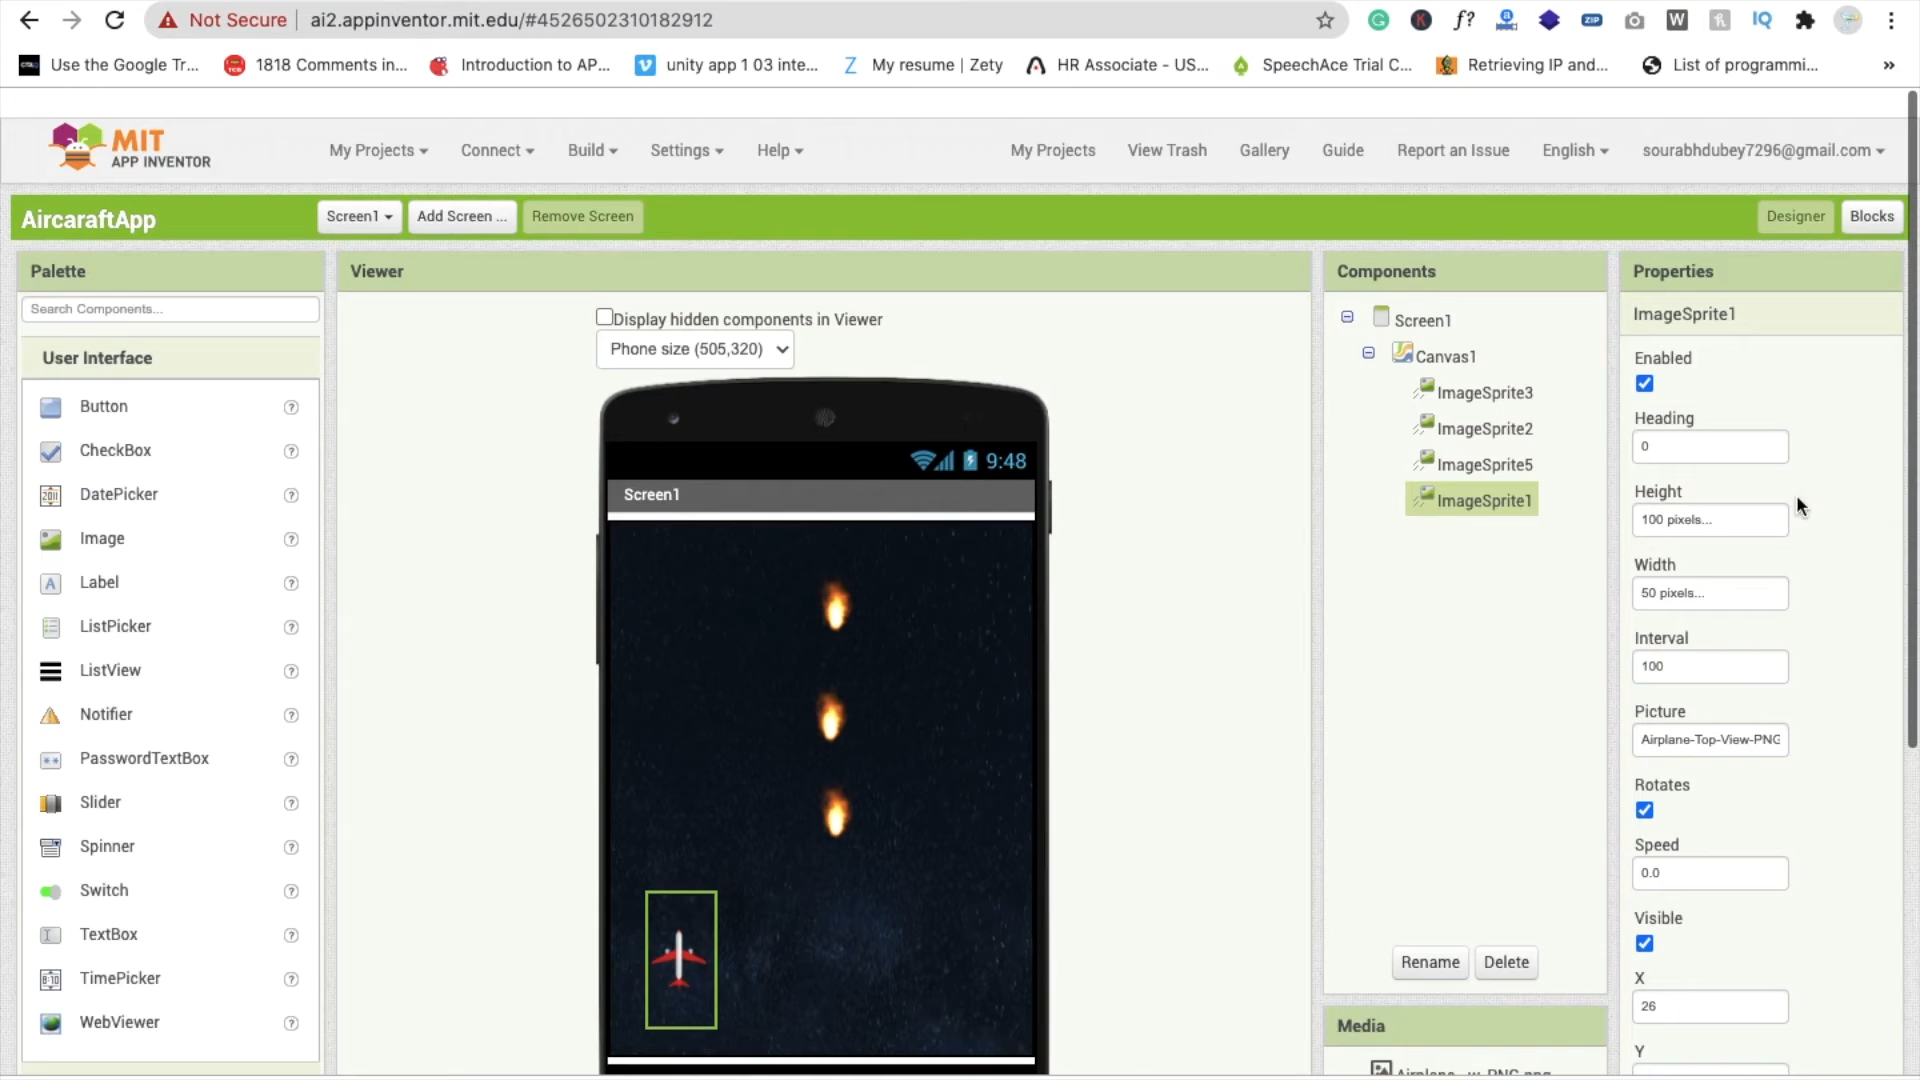 Not Secure
ai2.appinventor.mit.edu/#4526502310182912
Use the Google Tr...
1818 Comments in...
Introduction to AP...
unity app 1 03 inte...
My resume | Zety
HR Associate - US...
SpeechAce Trial C...
Retrieving IP and...
List of programmi...
»
MIT
APP INVENTOR
My Projects
Connect
Build
Settings
Help
My Projects
View Trash
Gallery
Guide
Report an Issue
English
sourabhdubey7296@gmail.com
AircaraftApp
Screen1
Add Screen ...
Remove Screen
Designer
Blocks
Palette
Search Components...
User Interface
Button
CheckBox
DatePicker
Image
Label
ListPicker
ListView
Notifier
PasswordTextBox
Slider
Spinner
Switch
TextBox
TimePicker
WebViewer
Viewer
Display hidden components in Viewer
Phone size (505,320)
9:48
Screen1
Components
Screen1
Canvas1
ImageSprite3
ImageSprite2
ImageSprite5
ImageSprite1
Rename
Delete
Media
Properties
ImageSprite1
Enabled
Heading
0
Height
100 pixels...
Width
50 pixels...
Interval
100
Picture
Airplane-Top-View-PNG
Rotates
Speed
0.0
Visible
X
26
Y